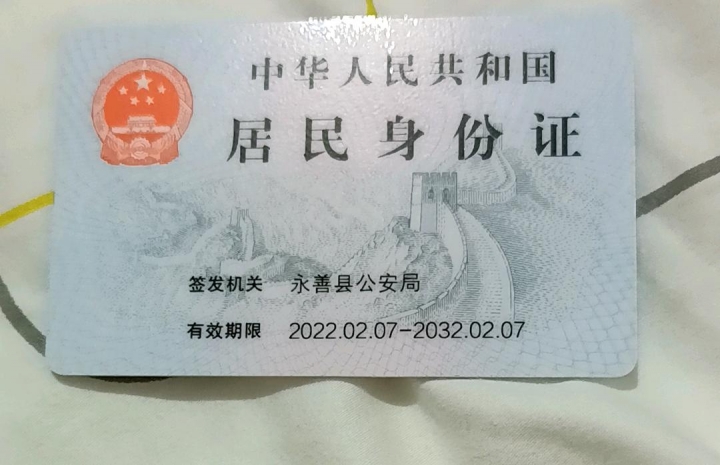 中华人民共和国
居民身份证
签发机关 永善县公安局
有效期限 2022.02.07-2032.02.07